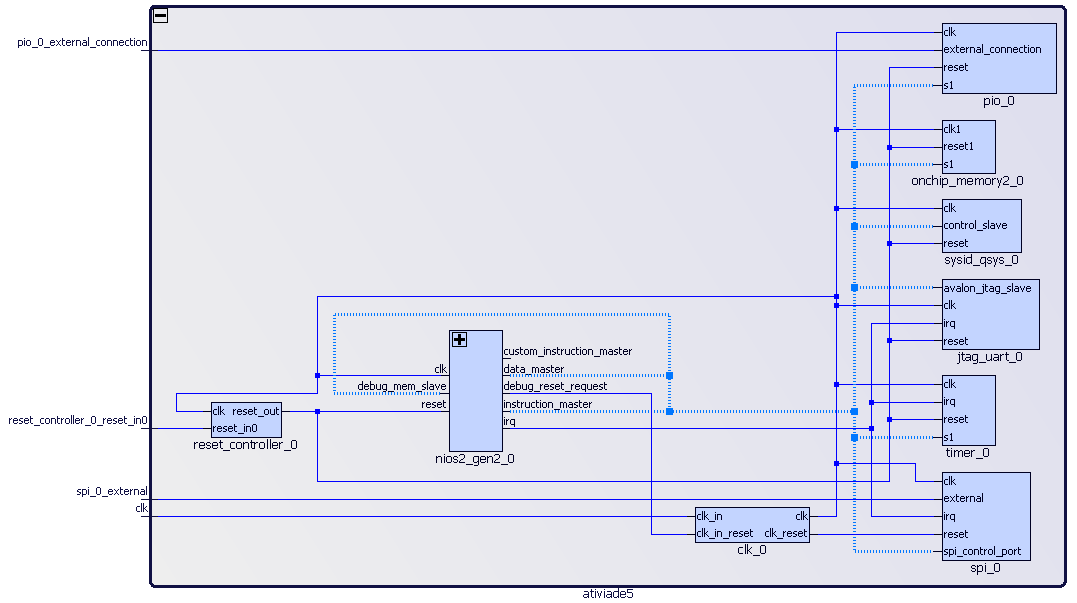 pio_0_external_connection
clk
external_connection
reset
s1
pio_0
clk1
reset1
s1
onchip_memory2_0
clk
control_slave
reset
sysid_qsys_0
avalon_jtag_slave
clk
irq
reset
jtag_uart_0
custom_instruction_master
clk
data_master
debug_mem_slave
debug_reset_request
reset
instruction_master
irq
nios2_gen2_0
reset_controller_0_reset_in0
clk reset_out
reset_in0
reset_controller_0
clk
irq
reset
s1
timer_0
spi_0_external
clk
clk_in clk
clk_in_reset clk_reset
clk_0
clk
external
irq
reset
spi_control_port
spi_0
ativiade5